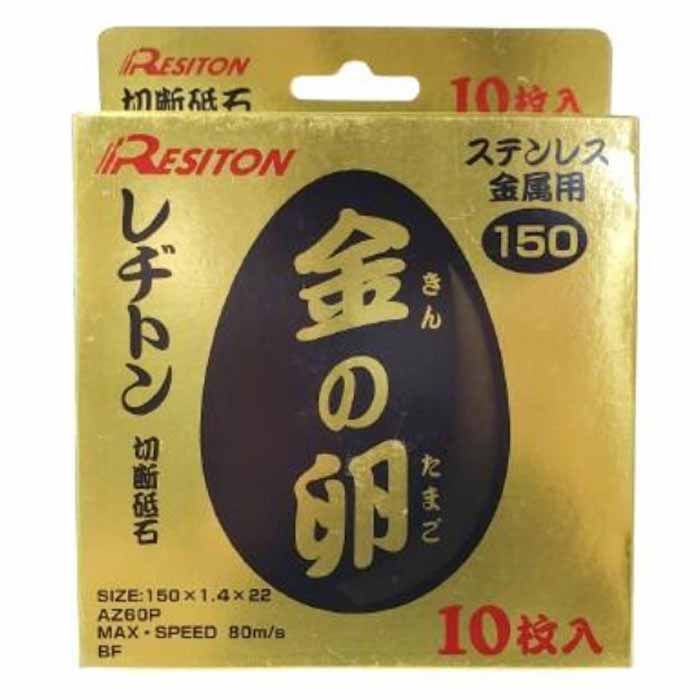 RESITON
切断砥石
10枚入
RESITON
ステンレス
金属用
150
レヂトン
切断砥石
金の卵
きん
たまご
SIZE:150×1.4×22
AZ60P
MAX・SPEED 80m/s
BF
10枚入